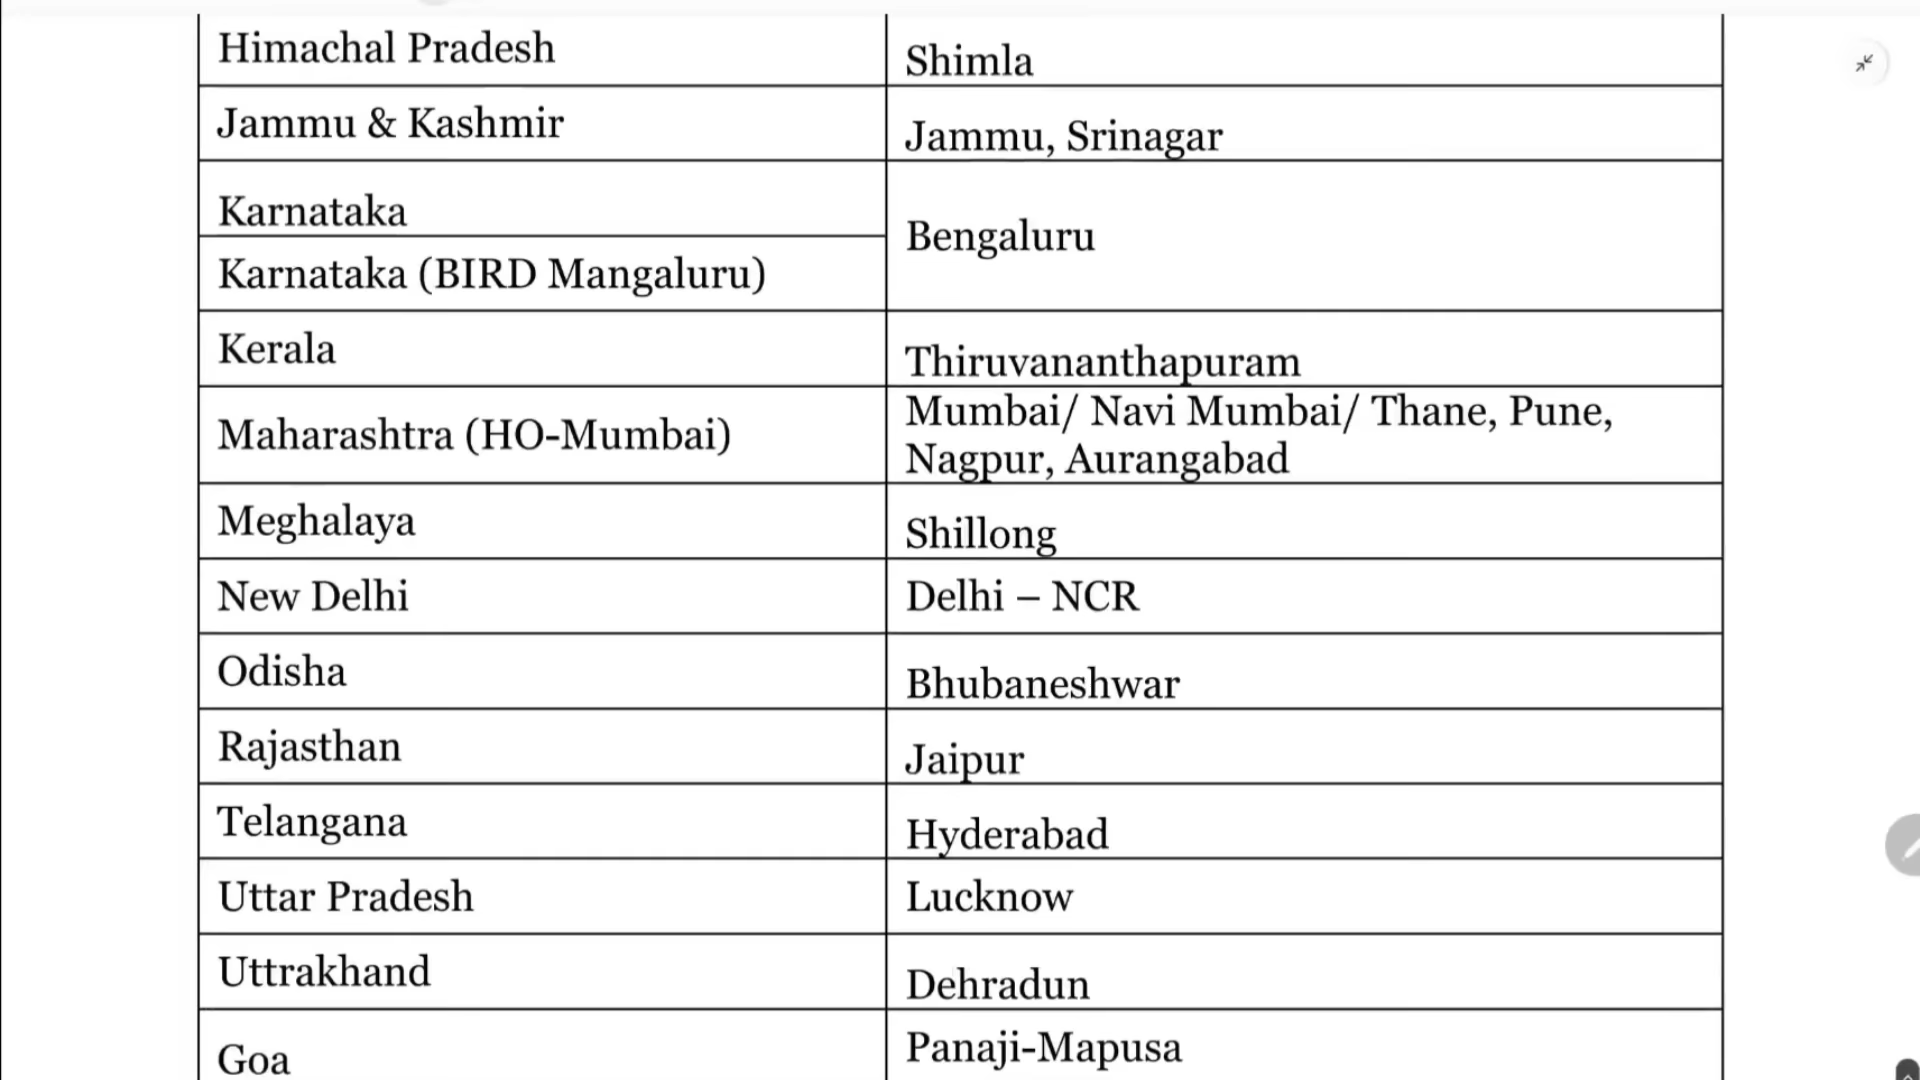 Himachal Pradesh
Shimla
Jammu & Kashmir
Jammu, Srinagar
Karnataka
Bengaluru
Karnataka (BIRD Mangaluru)
Kerala
Thiruvananthapuram
Maharashtra (HO-Mumbai)
Mumbai/ Navi Mumbai/ Thane, Pune,
Nagpur, Aurangabad
Meghalaya
Shillong
New Delhi
Delhi – NCR
Odisha
Bhubaneshwar
Rajasthan
Jaipur
Telangana
Hyderabad
Uttar Pradesh
Lucknow
Uttrakhand
Dehradun
Goa
Panaji-Mapusa